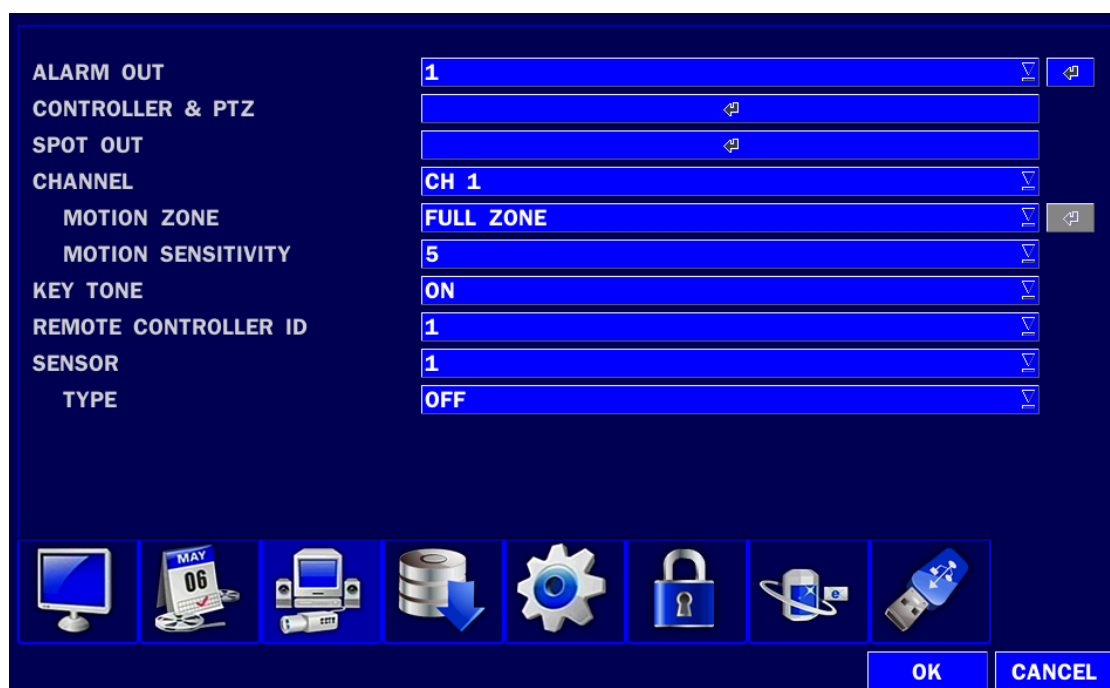 ALARM OUT 1
CONTROLLER & PTZ
SPOT OUT
CHANNEL CH 1
MOTION ZONE FULL ZONE
MOTION SENSITIVITY 5
KEY TONE ON
REMOTE CONTROLLER ID 1
SENSOR 1
TYPE OFF
MAY
06
CCTV
e
OK CANCEL